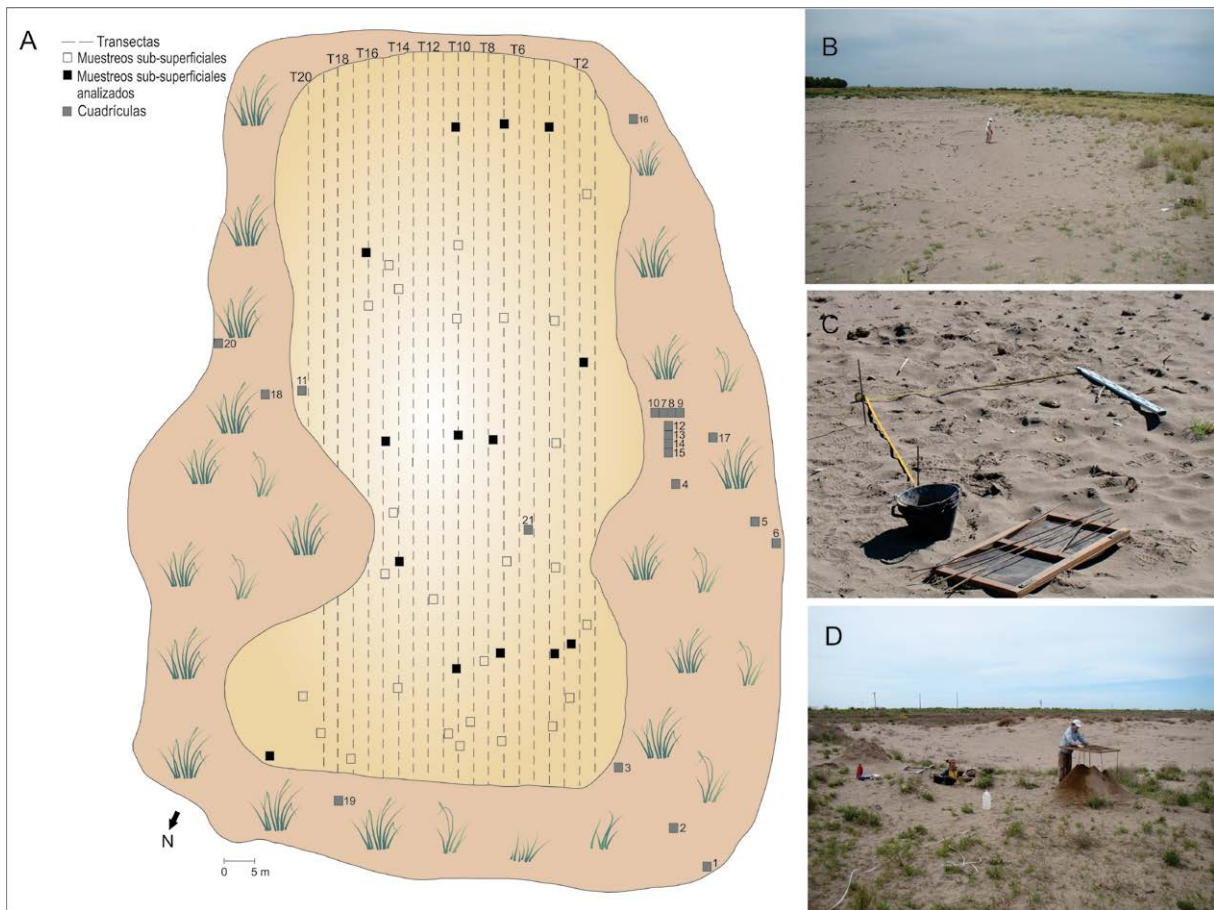 A
Transectas
Muestreos sub-superficiales
Muestreos sub-superficiales
analizados
Cuadrículas
T20
T18
T16
T14
T12
T10
T8
T6
T2
16
20
18
11
10 7 8 9
12
13
14
15
17
4
5
6
21
3
19
2
1
N
0 5 m
B
C
D